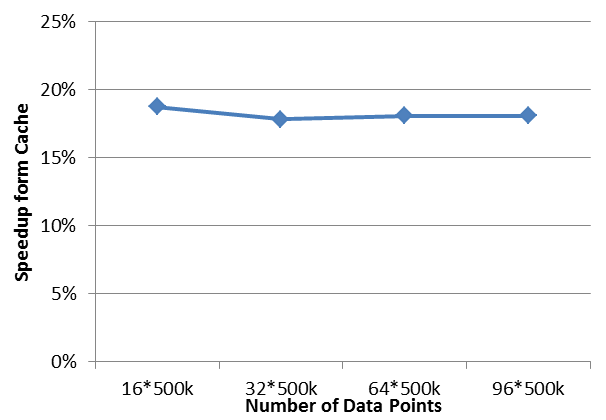 25%
20%
15%
10%
5%
0%
Speedup form Cache
16*500k 32*500k 64*500k 96*500k
Number of Data Points